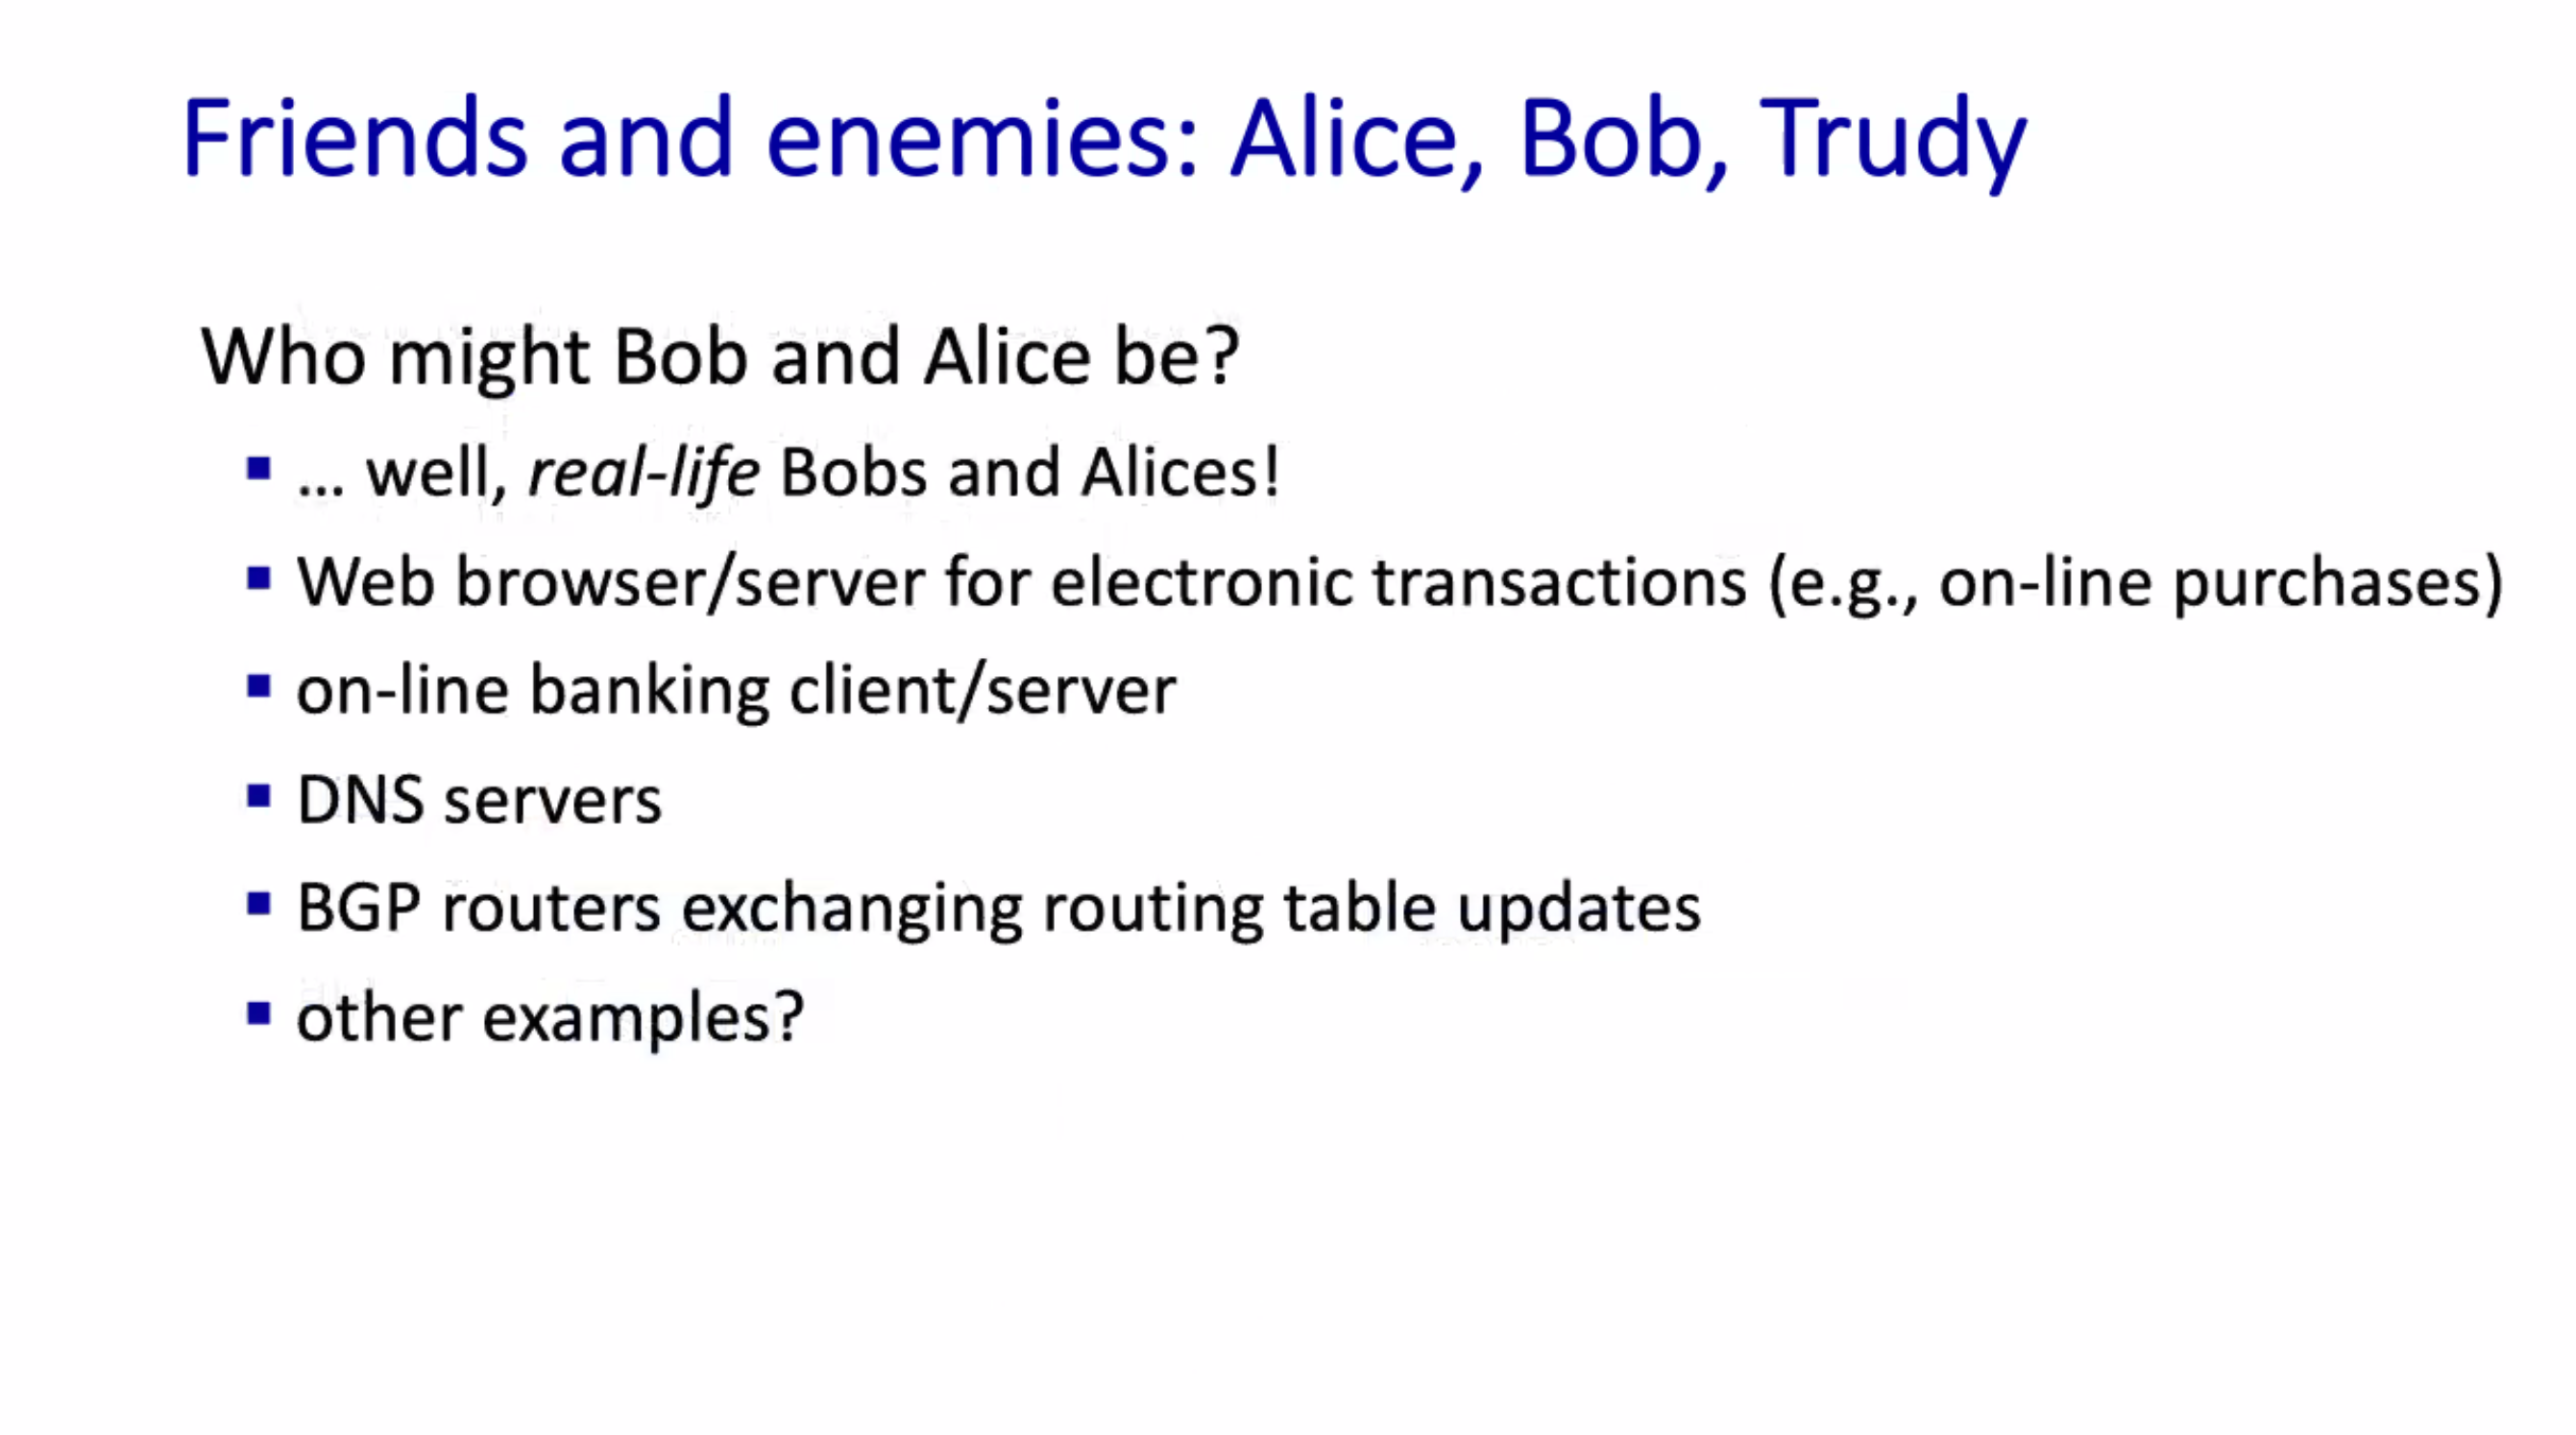 Friends and enemies: Alice, Bob, Trudy
Who might Bob and Alice be?
▪ … well, real-life Bobs and Alices!
▪ Web browser/server for electronic transactions (e.g., on-line purchases)
▪ on-line banking client/server
▪ DNS servers
▪ BGP routers exchanging routing table updates
▪ other examples?